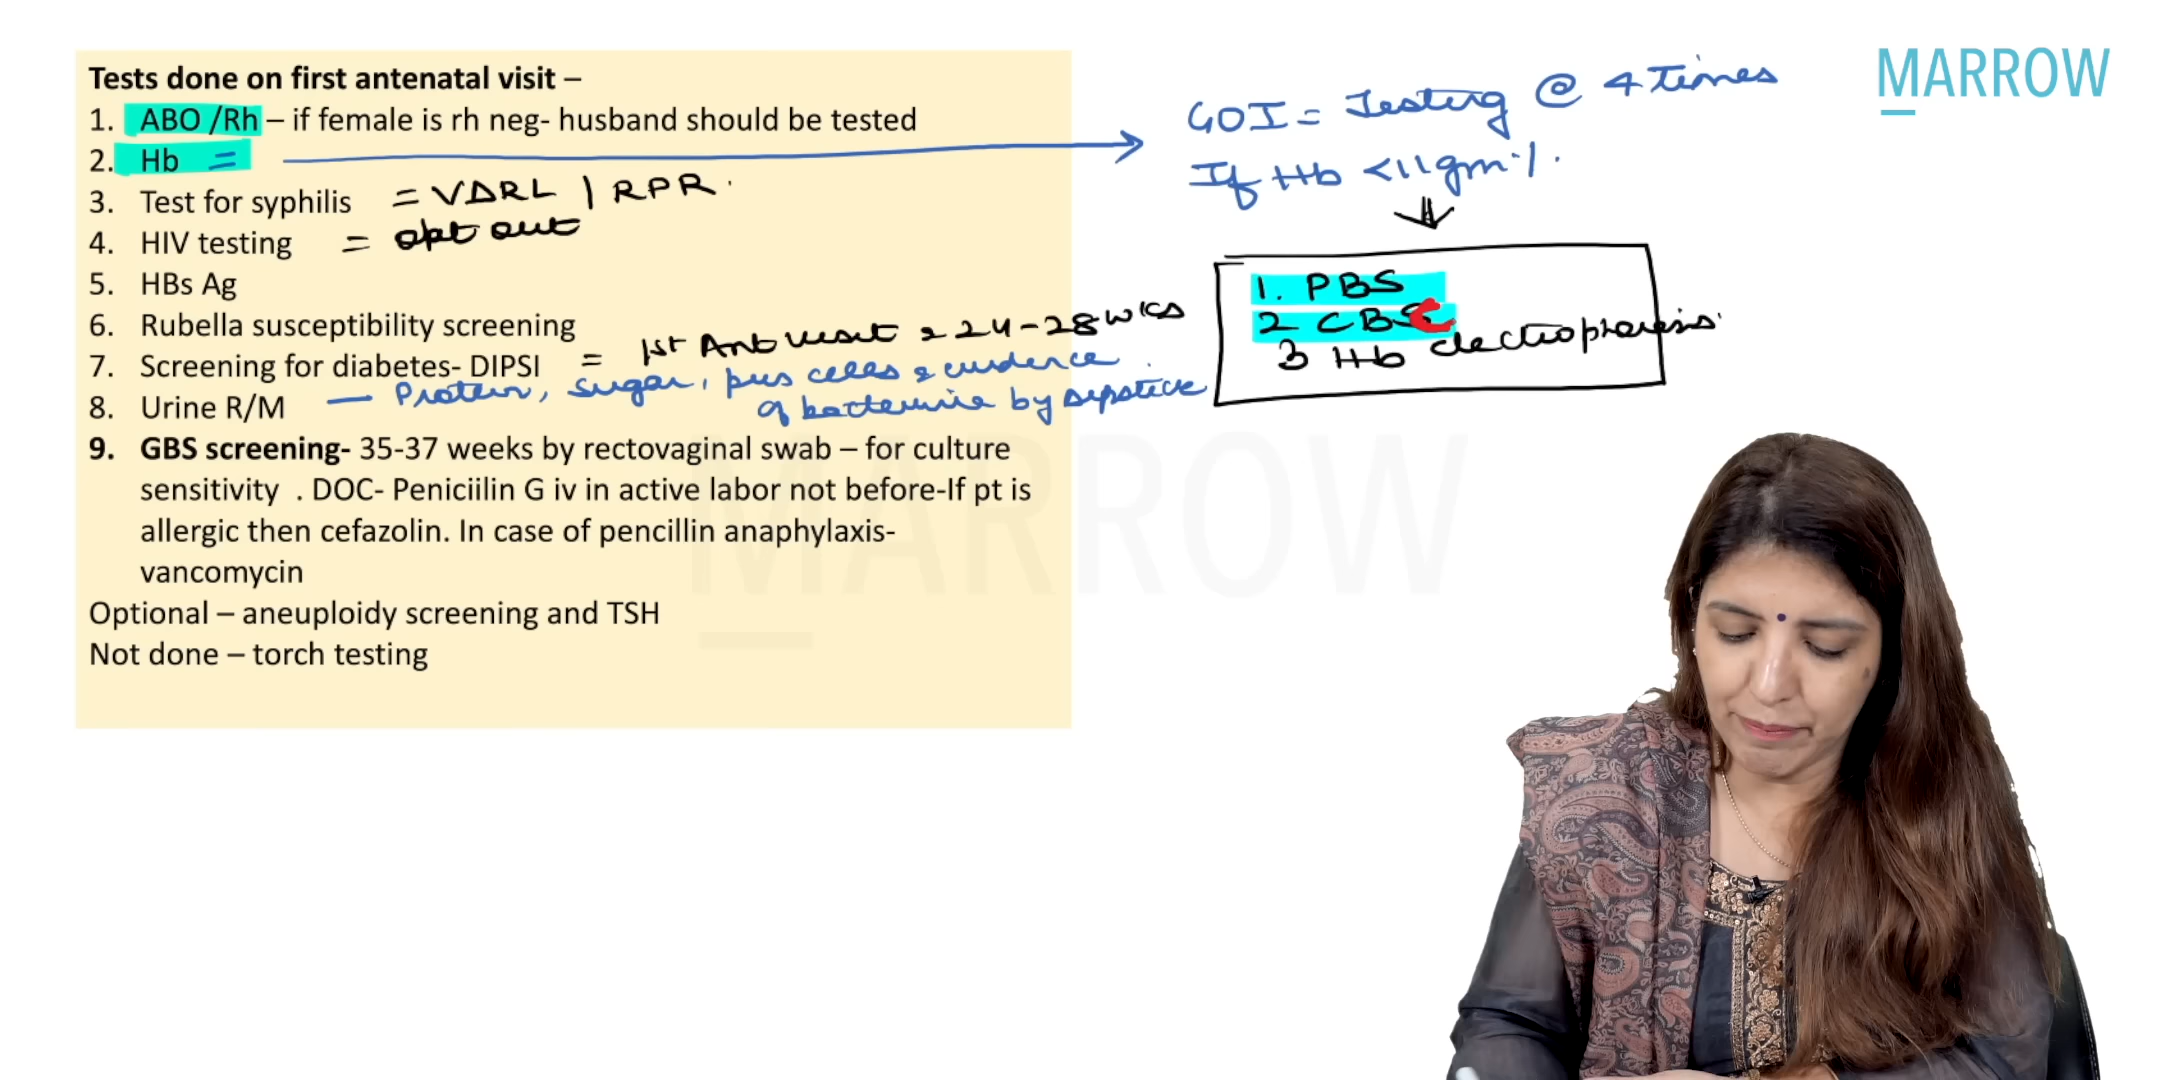 MARROW
Tests done on first antenatal visit –
1. ABO /Rh – if female is rh neg- husband should be tested
2. Hb =
3. Test for syphilis = VDRL | RPR.
4. HIV testing = opt out
5. HBs Ag
6. Rubella susceptibility screening
7. Screening for diabetes- DIPSI = 1st Ant visit & 24-28 wks
8. Urine R/M — Protein, sugar, pus cells & evidence
of bacteriuria by dipstick
9. GBS screening- 35-37 weeks by rectovaginal swab – for culture
sensitivity . DOC- Peniciilin G iv in active labor not before-If pt is
allergic then cefazolin. In case of pencillin anaphylaxis-
vancomycin
Optional – aneuploidy screening and TSH
Not done – torch testing
GOI = Testing @ 4 times
If Hb <11gm%.
1. PBS
2 CBC
3 Hb electrophoresis
MARROW